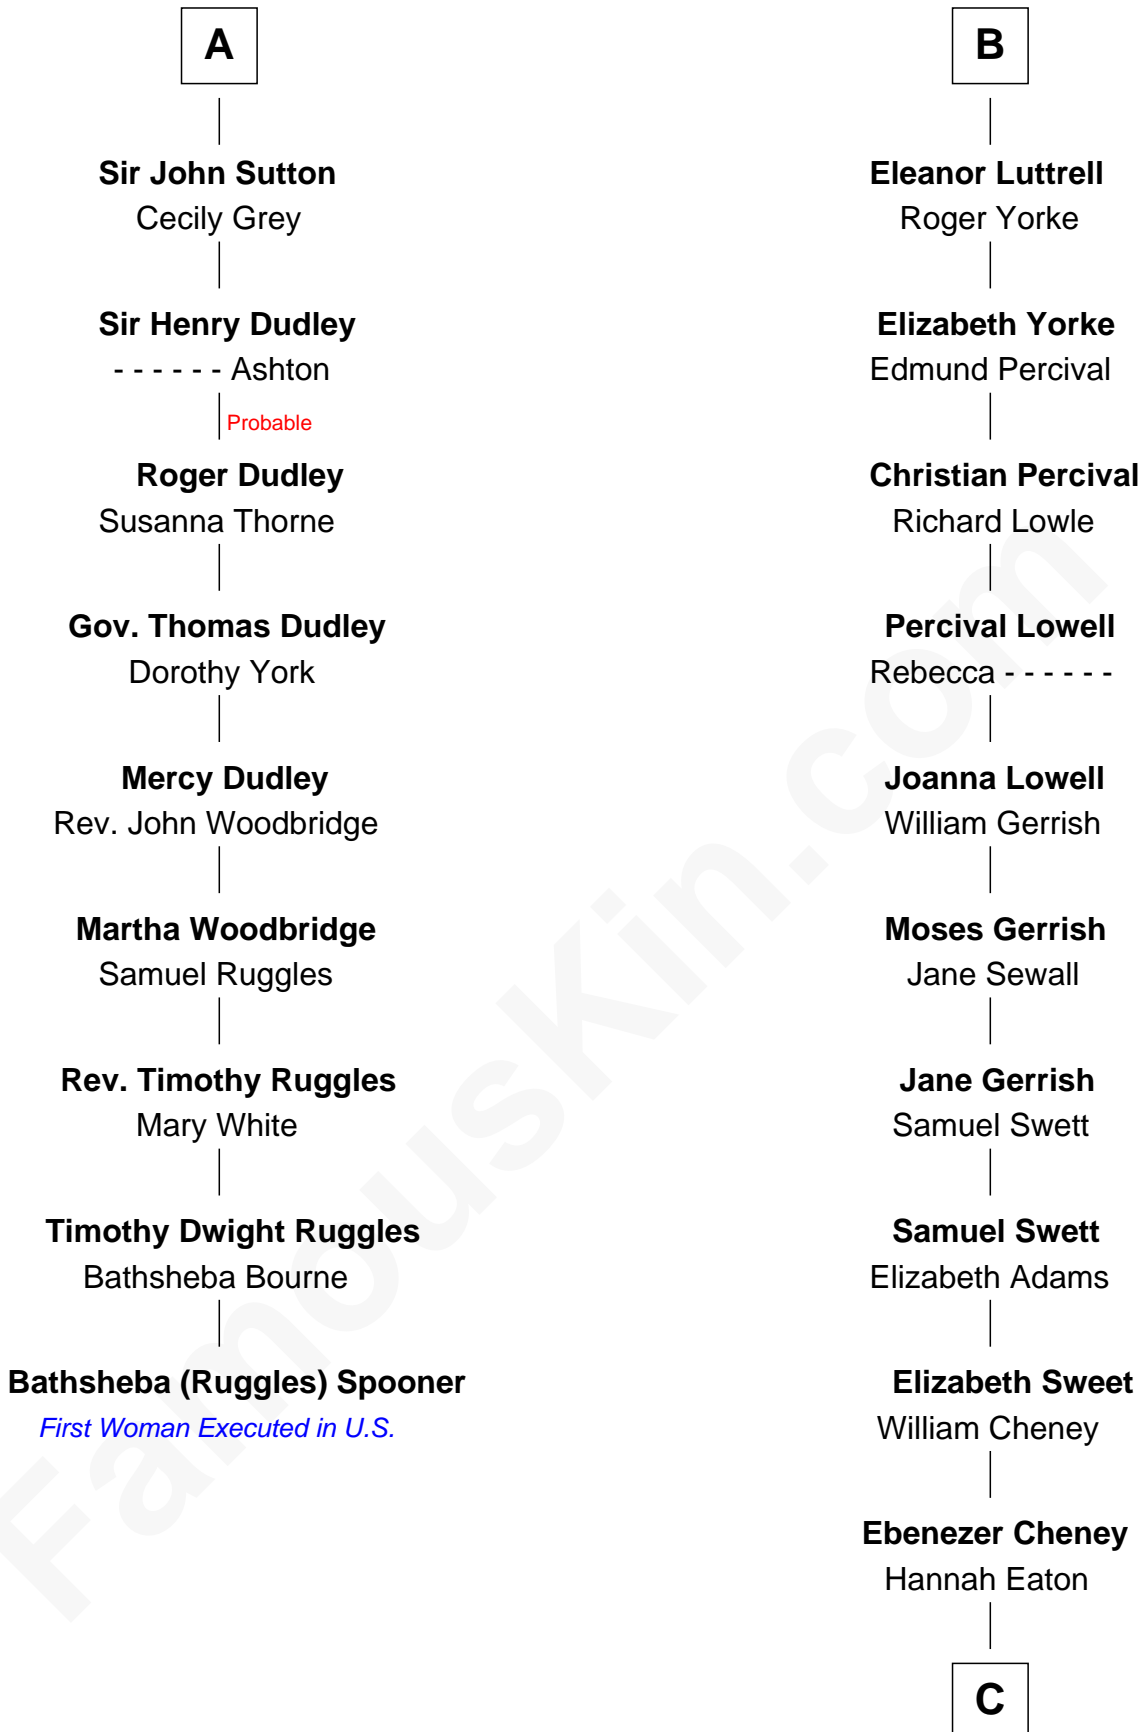 A
Sir John Sutton
Cecily Grey
Sir Henry Dudley
- - - - - - Ashton
Probable
Roger Dudley
Susanna Thorne
Gov. Thomas Dudley
Dorothy York
Mercy Dudley
Rev. John Woodbridge
Martha Woodbridge
Samuel Ruggles
Rev. Timothy Ruggles
Mary White
Timothy Dwight Ruggles
Bathsheba Bourne
Bathsheba (Ruggles) Spooner
First Woman Executed in U.S.
B
Eleanor Luttrell
Roger Yorke
Elizabeth Yorke
Edmund Percival
Christian Percival
Richard Lowle
Percival Lowell
Rebecca - - - - - -
Joanna Lowell
William Gerrish
Moses Gerrish
Jane Sewall
Jane Gerrish
Samuel Swett
Samuel Swett
Elizabeth Adams
Elizabeth Sweet
William Cheney
Ebenezer Cheney
Hannah Eaton
C
FamousKin.com